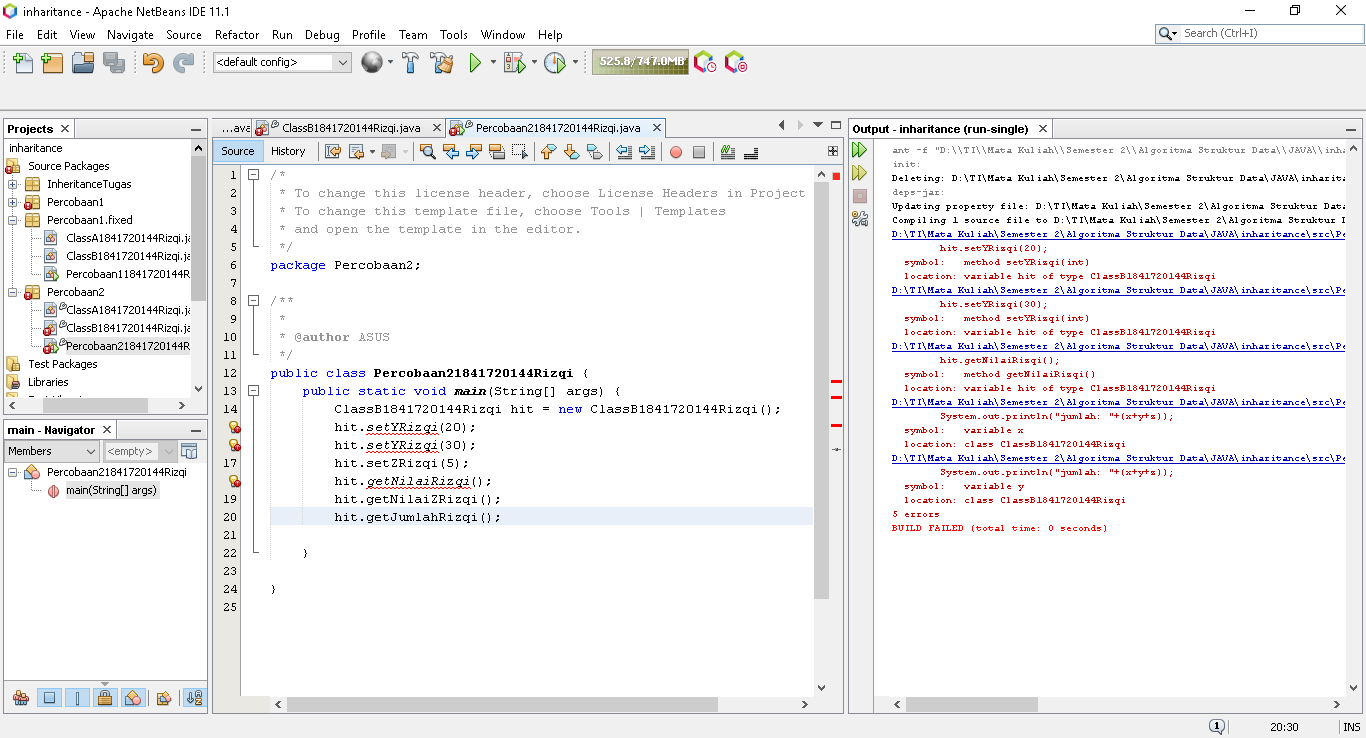 inharitance - Apache NetBeans IDE 11.1
File Edit View Navigate Source Refactor Run Debug Profile Team Tools Window Help
Search (Ctrl+I)
<default config>
525.8/747.0MB
Projects
inheritance
Source Packages
InheritanceTugas
Percobaan1
Percobaan1.fixed
ClassA1841720144Rizqi.ja
ClassB1841720144Rizqi.ja
Percobaan11841720144R
Percobaan2
ClassA1841720144Rizqi.ja
ClassB1841720144Rizqi.ja
Percobaan21841720144R
Test Packages
Libraries
main - Navigator
Members
<empty>
Percobaan21841720144Rizqi
main(String[] args)
...ava
ClassB1841720144Rizqi.java
Percobaan21841720144Rizqi.java
Source History
1 /*
2 * To change this license header, choose License Headers in Project
3 * To change this template file, choose Tools | Templates
4 * and open the template in the editor.
5 */
6 package Percobaan2;
7
8 /**
9 *
10 * @author ASUS
11 */
12 public class Percobaan21841720144Rizqi {
13 public static void main(String[] args) {
14 ClassB1841720144Rizqi hit = new ClassB1841720144Rizqi();
hit.setYRizqi(20);
hit.setYRizqi(30);
17 hit.setZRizqi(5);
hit.getNilaiRizqi();
19 hit.getNilaiZRizqi();
20 hit.getJumlahRizqi();
21
22 }
23
24 }
25
Output - inheritance (run-single)
ant -f "D:\\TI\\Mata Kuliah\\Semester 2\\Algoritma Struktur Data\\JAVA\\inha
init:
Deleting: D:\TI\Mata Kuliah\Semester 2\Algoritma Struktur Data\JAVA\inharita
deps-jar:
Updating property file: D:\TI\Mata Kuliah\Semester 2\Algoritma Struktur Data
Compiling 1 source file to D:\TI\Mata Kuliah\Semester 2\Algoritma Struktur D
D:\TI\Mata Kuliah\Semester 2\Algoritma Struktur Data\JAVA\inharitance\src\Pe
hit.setYRizqi(20);
symbol: method setYRizqi(int)
location: variable hit of type ClassB1841720144Rizqi
D:\TI\Mata Kuliah\Semester 2\Algoritma Struktur Data\JAVA\inharitance\src\Pe
hit.setYRizqi(30);
symbol: method setYRizqi(int)
location: variable hit of type ClassB1841720144Rizqi
D:\TI\Mata Kuliah\Semester 2\Algoritma Struktur Data\JAVA\inharitance\src\Pe
hit.getNilaiRizqi();
symbol: method getNilaiRizqi()
location: variable hit of type ClassB1841720144Rizqi
D:\TI\Mata Kuliah\Semester 2\Algoritma Struktur Data\JAVA\inharitance\src\Pe
System.out.println("jumlah: "+(x+y+z));
symbol: variable x
location: class ClassB1841720144Rizqi
D:\TI\Mata Kuliah\Semester 2\Algoritma Struktur Data\JAVA\inharitance\src\Pe
System.out.println("jumlah: "+(x+y+z));
symbol: variable y
location: class ClassB1841720144Rizqi
5 errors
BUILD FAILED (total time: 0 seconds)
1 20:30 INS